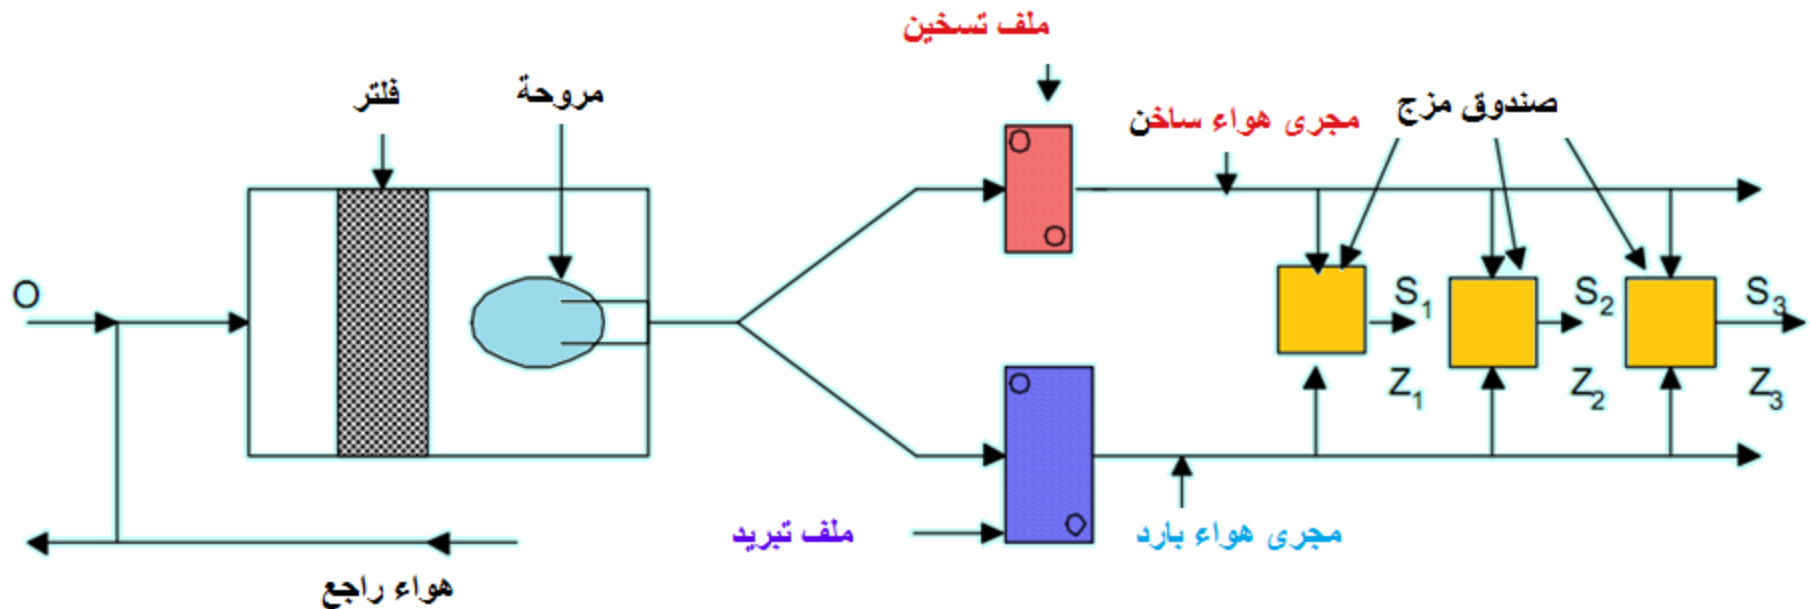 ملف تسخين
فلتر
مروحة
مجرى هواء ساخن
صندوق مزج
O
S1
S2
S3
Z1
Z2
Z3
ملف تبريد
مجرى هواء بارد
هواء راجع